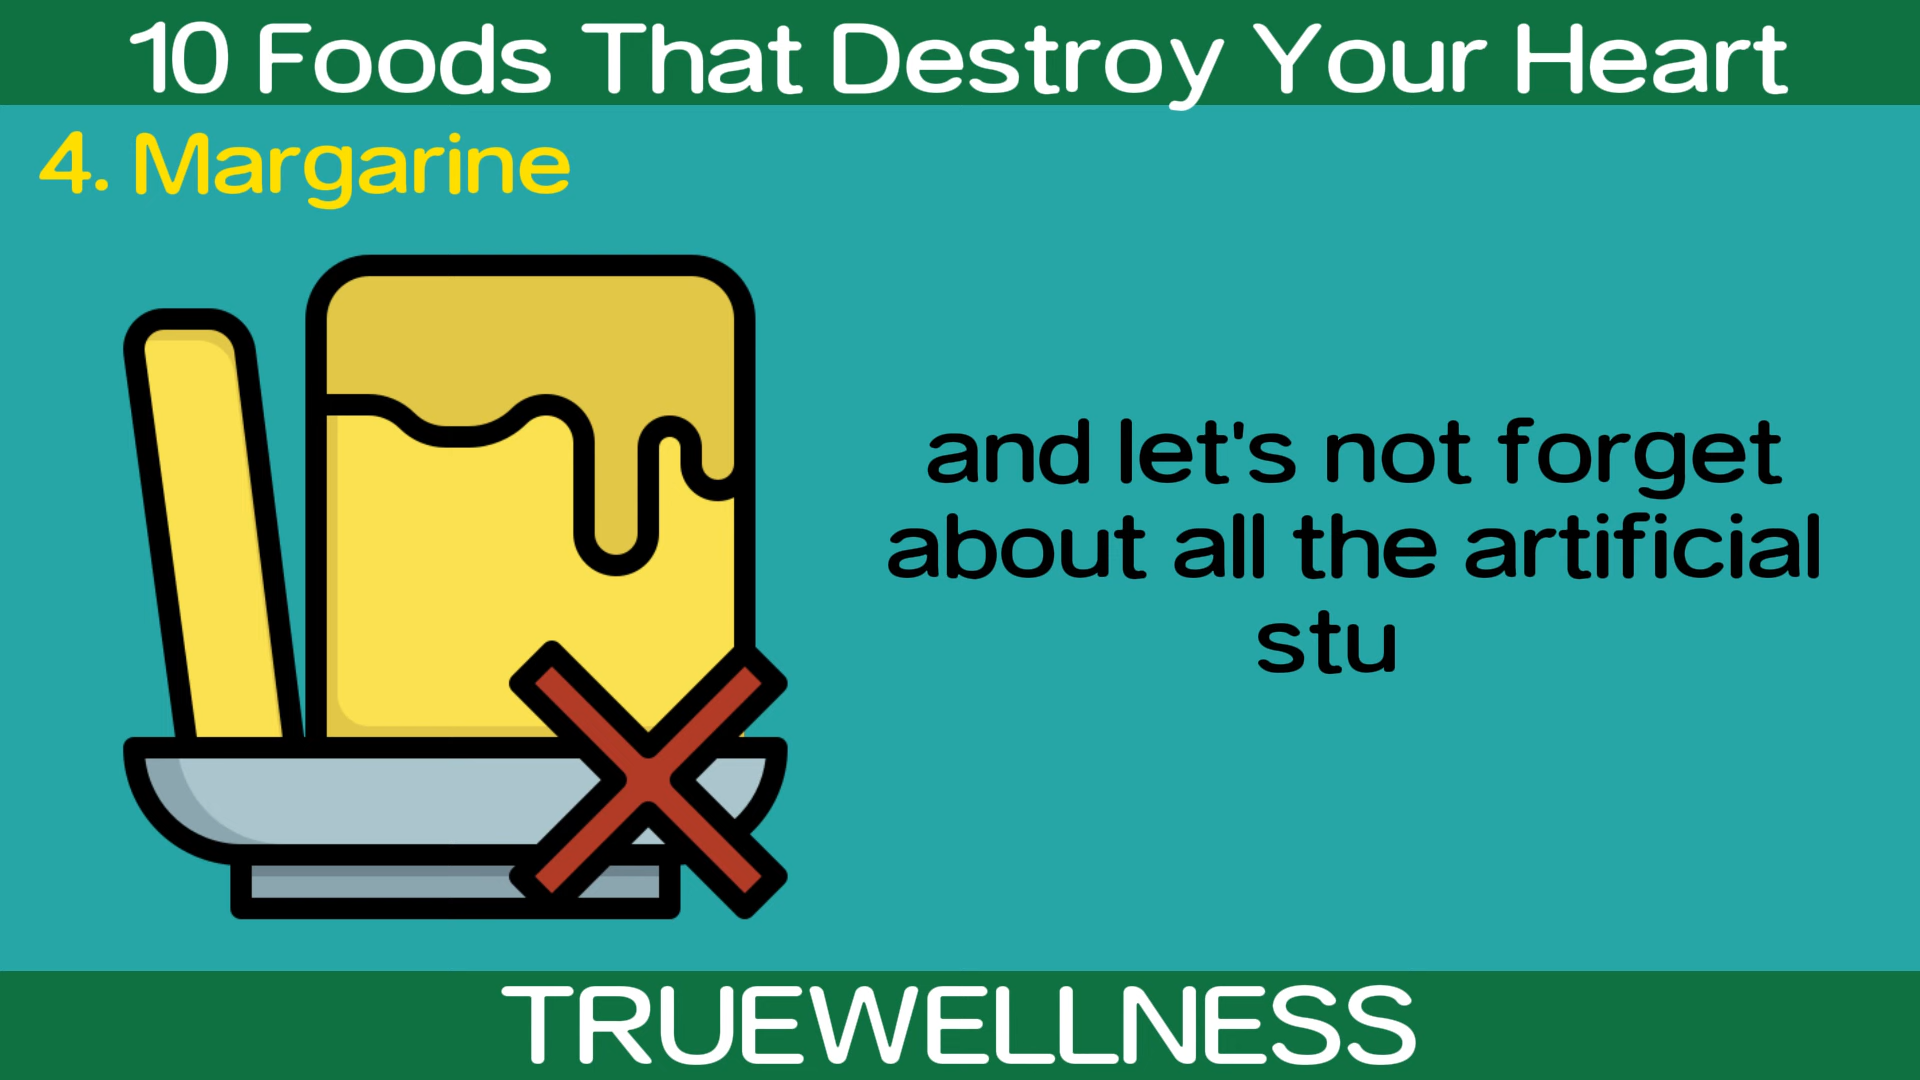 10 Foods That Destroy Your Heart
4. Margarine
and let's not forget
about all the artificial
stu
TRUEWELLNESS